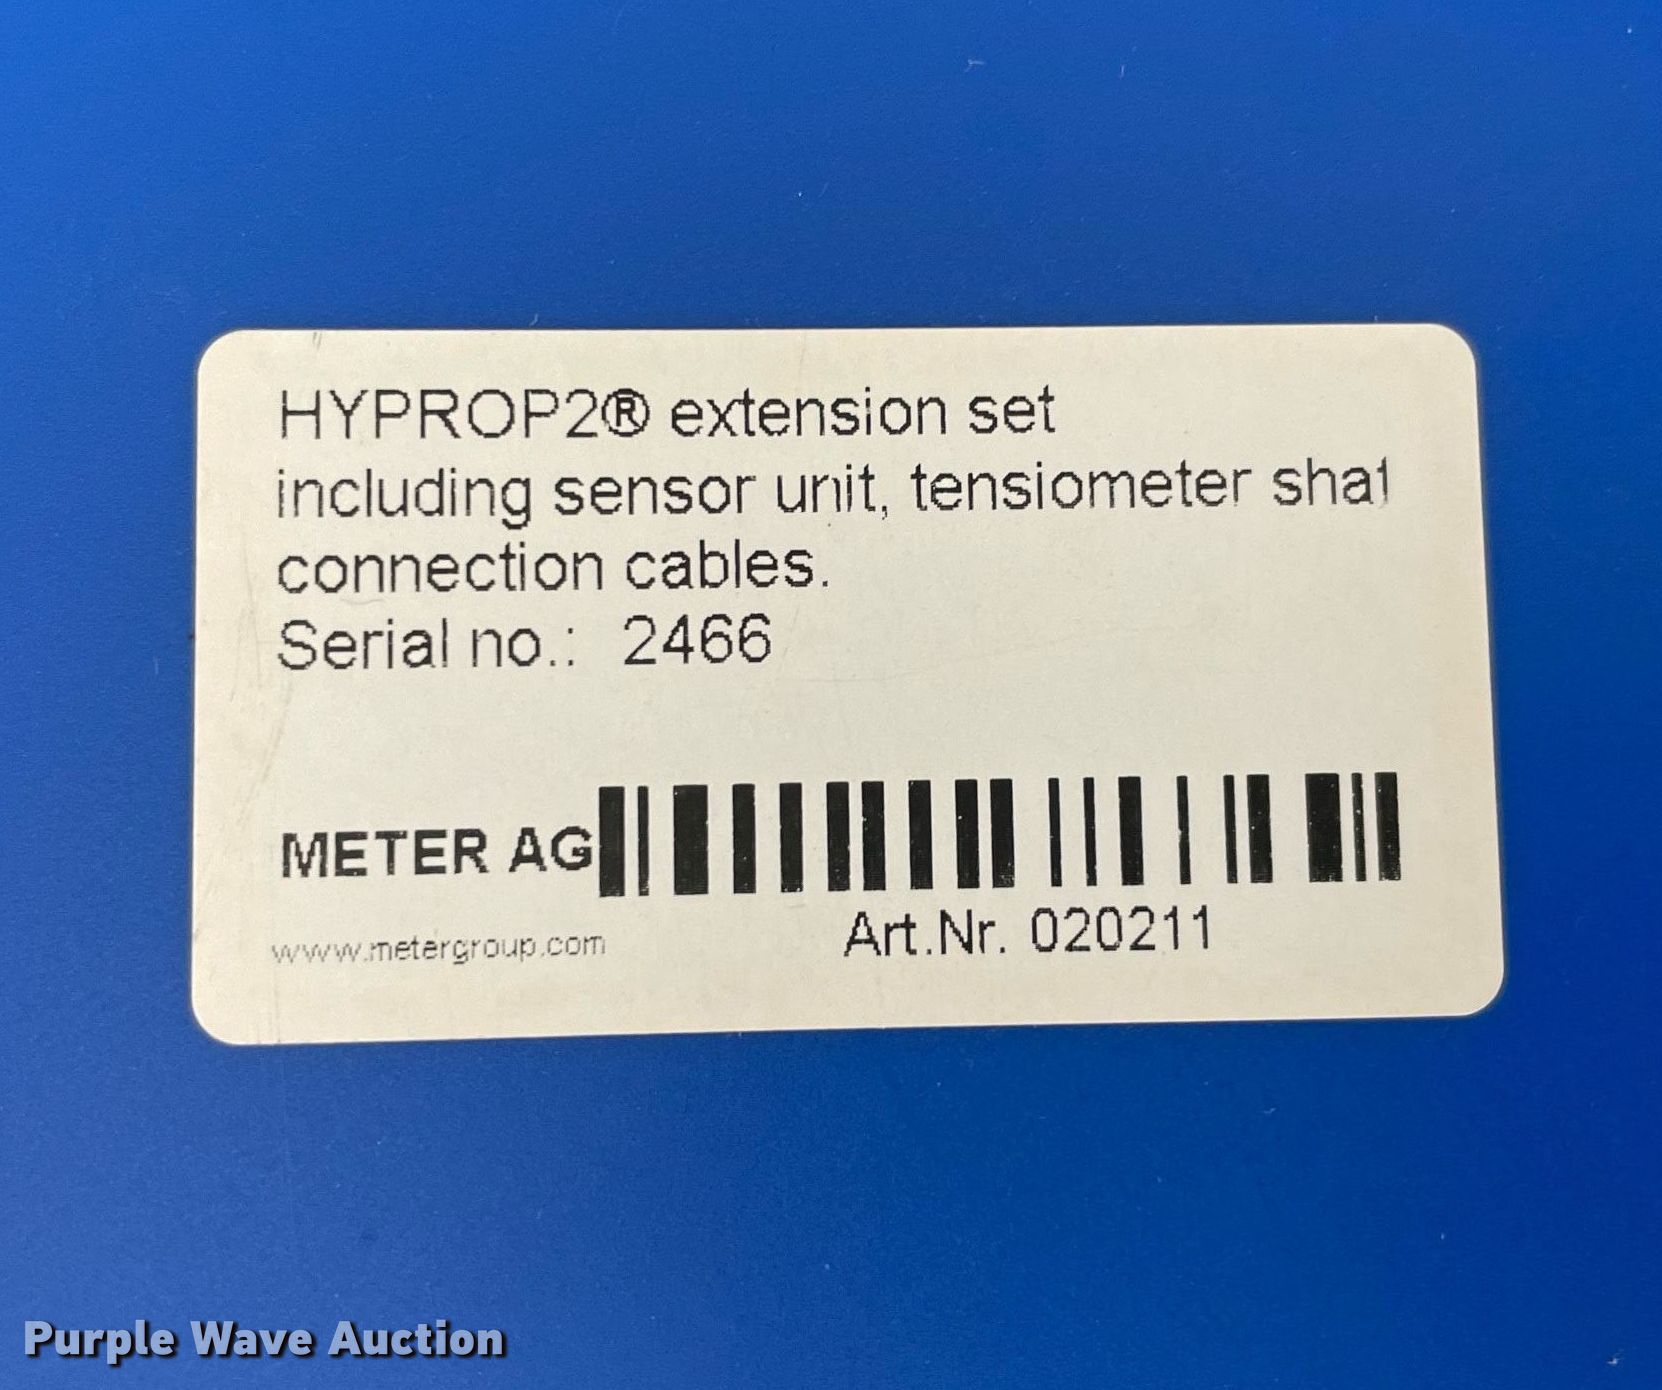 HYPROP2® extension set
including sensor unit, tensiometer shaf
connection cables.
Serial no.: 2466
METER AG
www.metergroup.com
Art.Nr. 020211
Purple Wave Auction